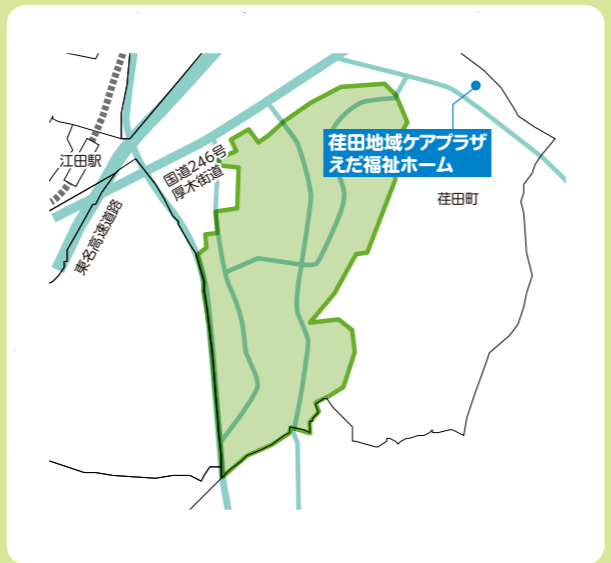 江田駅
国道246号
厚木街道
東名高速道路
荏田地域ケアプラザ
えだ福祉ホーム
荏田町